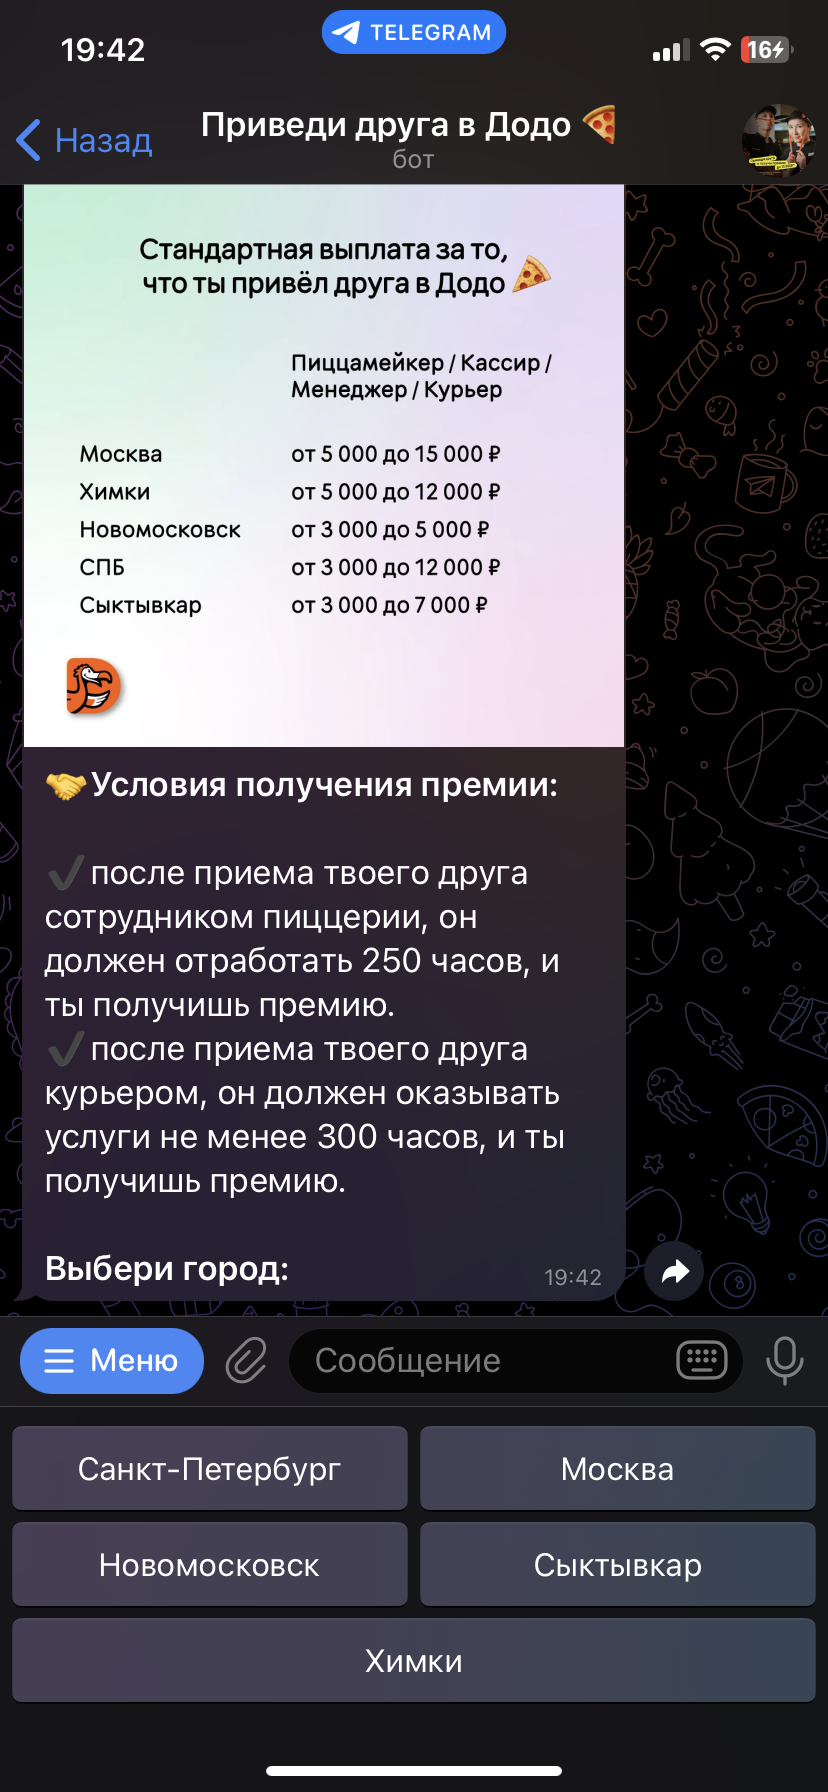 19:42
TELEGRAM
16
Назад
Приведи друга в Додо
бот
Стандартная выплата за то,
что ты привёл друга в Додо
Пиццамейкер / Кассир /
Менеджер / Курьер
Москва от 5 000 до 15 000 ₽
Химки от 5 000 до 12 000 ₽
Новомосковск от 3 000 до 5 000 ₽
СПБ от 3 000 до 12 000 ₽
Сыктывкар от 3 000 до 7 000 ₽
Условия получения премии:
после приема твоего друга
сотрудником пиццерии, он
должен отработать 250 часов, и
ты получишь премию.
после приема твоего друга
курьером, он должен оказывать
услуги не менее 300 часов, и ты
получишь премию.
Выбери город:
19:42
Меню
Сообщение
Санкт-Петербург
Москва
Новомосковск
Сыктывкар
Химки